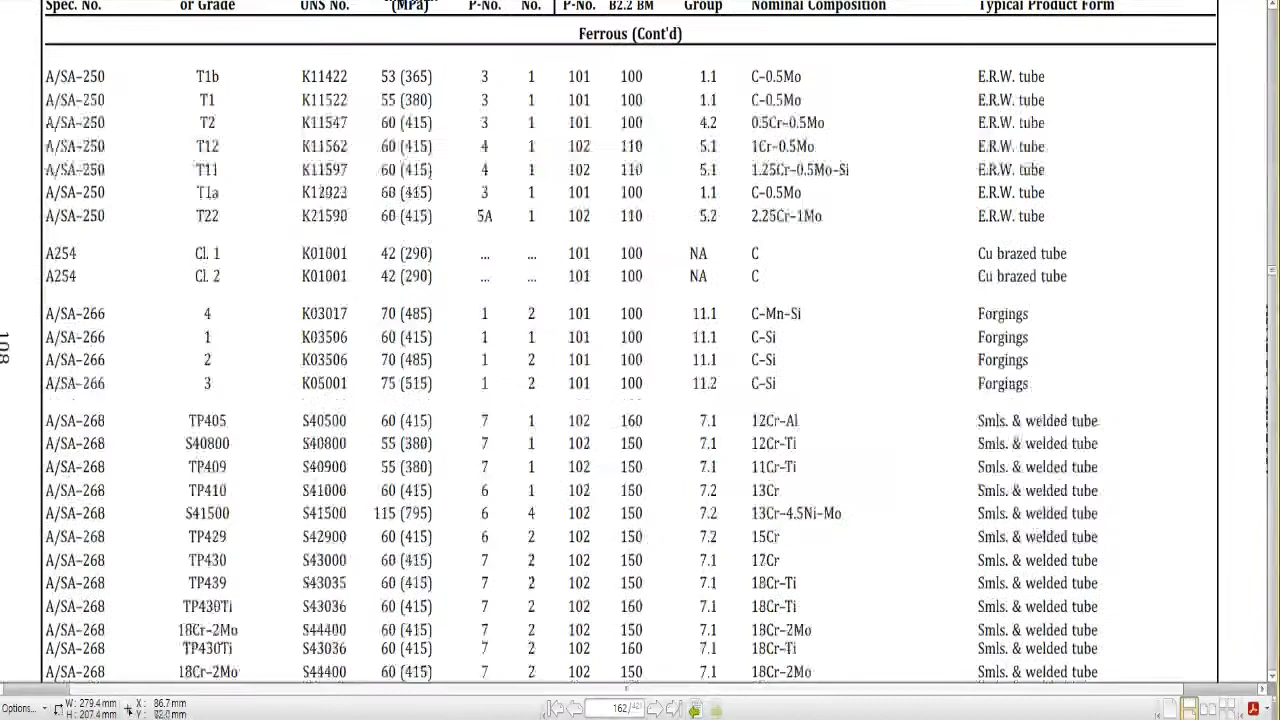 Spec. No. or Grade UNS No. (MPa) P-No. No. P-No. B2.2 BM Group Nominal Composition Typical Product Form
Ferrous (Cont'd)
A/SA–250 T1b K11422 53 (365) 3 1 101 100 1.1 C–0.5Mo E.R.W. tube
A/SA–250 T1 K11522 55 (380) 3 1 101 100 1.1 C–0.5Mo E.R.W. tube
A/SA–250 T2 K11547 60 (415) 3 1 101 100 4.2 0.5Cr–0.5Mo E.R.W. tube
A/SA–250 T12 K11562 60 (415) 4 1 102 110 5.1 1Cr–0.5Mo E.R.W. tube
A/SA–250 T11 K11597 60 (415) 4 1 102 110 5.1 1.25Cr–0.5Mo–Si E.R.W. tube
A/SA–250 T1a K12023 60 (415) 3 1 101 100 1.1 C–0.5Mo E.R.W. tube
A/SA–250 T22 K21590 60 (415) 5A 1 102 110 5.2 2.25Cr–1Mo E.R.W. tube
A254 Cl. 1 K01001 42 (290) ... ... 101 100 NA C Cu brazed tube
A254 Cl. 2 K01001 42 (290) ... ... 101 100 NA C Cu brazed tube
A/SA–266 4 K03017 70 (485) 1 2 101 100 11.1 C–Mn–Si Forgings
A/SA–266 1 K03506 60 (415) 1 1 101 100 11.1 C–Si Forgings
A/SA–266 2 K03506 70 (485) 1 2 101 100 11.1 C–Si Forgings
A/SA–266 3 K05001 75 (515) 1 2 101 100 11.2 C–Si Forgings
A/SA–268 TP405 S40500 60 (415) 7 1 102 160 7.1 12Cr–Al Smls. & welded tube
A/SA–268 S40800 S40800 55 (380) 7 1 102 150 7.1 12Cr–Ti Smls. & welded tube
A/SA–268 TP409 S40900 55 (380) 7 1 102 150 7.1 11Cr–Ti Smls. & welded tube
A/SA–268 TP410 S41000 60 (415) 6 1 102 150 7.2 13Cr Smls. & welded tube
A/SA–268 S41500 S41500 115 (795) 6 4 102 150 7.2 13Cr–4.5Ni–Mo Smls. & welded tube
A/SA–268 TP429 S42900 60 (415) 6 2 102 150 7.2 15Cr Smls. & welded tube
A/SA–268 TP430 S43000 60 (415) 7 2 102 150 7.1 17Cr Smls. & welded tube
A/SA–268 TP439 S43035 60 (415) 7 2 102 150 7.1 18Cr–Ti Smls. & welded tube
A/SA–268 TP430Ti S43036 60 (415) 7 2 102 160 7.1 18Cr–Ti Smls. & welded tube
A/SA–268 18Cr–2Mo S44400 60 (415) 7 2 102 150 7.1 18Cr–2Mo Smls. & welded tube
A/SA–268 TP430Ti S43036 60 (415) 7 2 102 160 7.1 18Cr–Ti Smls. & welded tube
A/SA–268 18Cr–2Mo S44400 60 (415) 7 2 102 150 7.1 18Cr–2Mo Smls. & welded tube
108
Options... W: 279.4mm X: 86.7mm 162
H: 207.4mm Y: 82.0mm